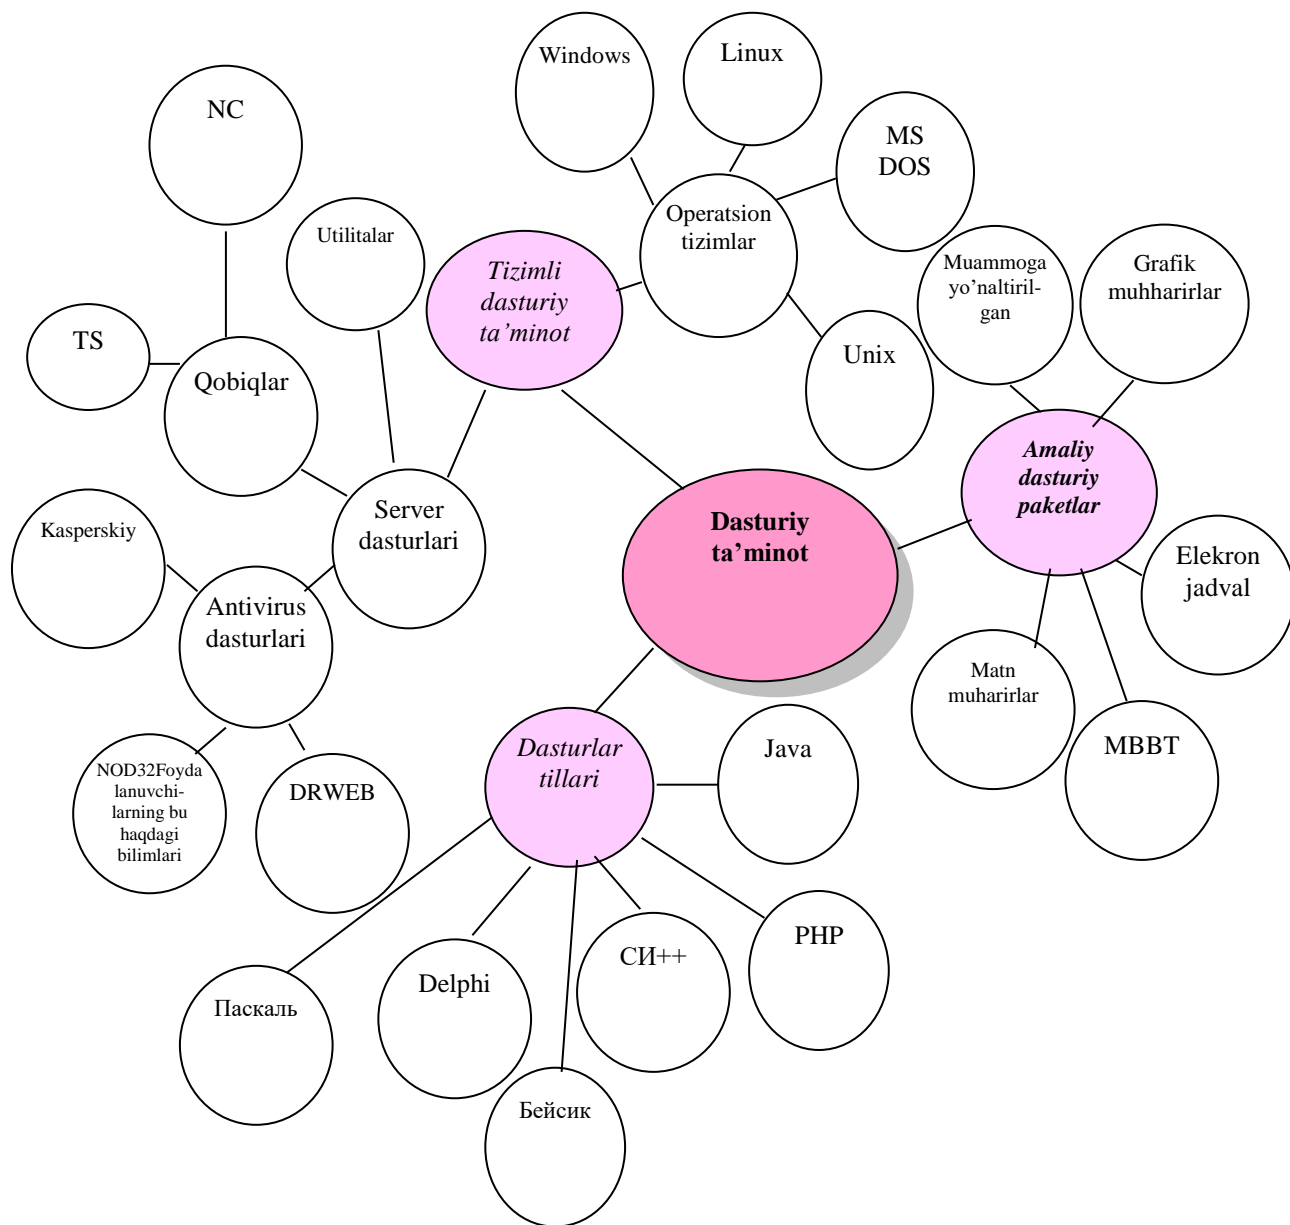 Windows
Linux
NC
MS
DOS
Operatsion
tizimlar
Utilitalar
Tizimli
dasturiy
ta’minot
Muammoga
yo’naltiril-
gan
Grafik
muhharirlar
TS
Qobiqlar
Unix
Amaliy
dasturiy
paketlar
Server
dasturlari
Kasperskiy
Dasturiy
ta’minot
Elekron
jadval
Antivirus
dasturlari
Matn
muharirlar
MBBT
Dasturlar
tillari
Java
NOD32Foyda
lanuvchi-
larning bu
haqdagi
bilimlari
DRWEB
PHP
СИ++
Delphi
Паскаль
Бейсик